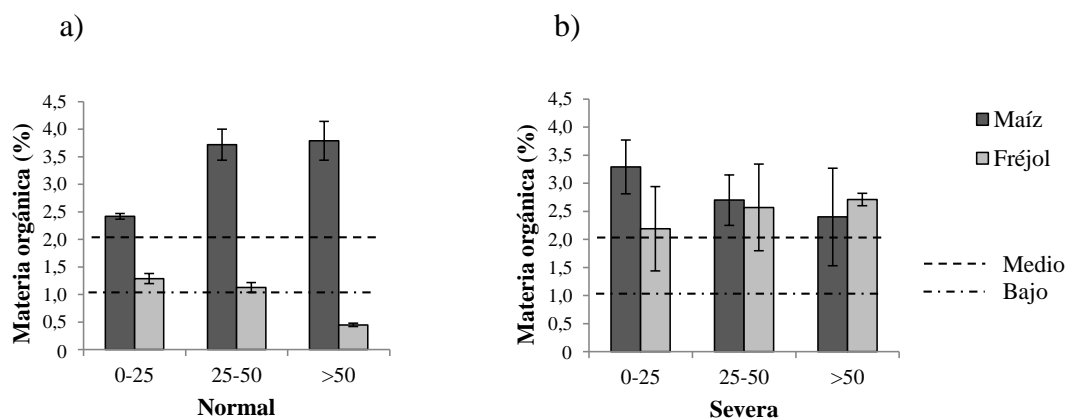 a)
Materia orgánica (%)
4,5
4,0
3,5
3,0
2,5
2,0
1,5
1,0
0,5
0
0-25 25-50 >50
Normal
b)
Materia orgánica (%)
4,5
4,0
3,5
3,0
2,5
2,0
1,5
1,0
0,5
0
0-25 25-50 >50
Severa
Maíz
Fréjol
Medio
Bajo